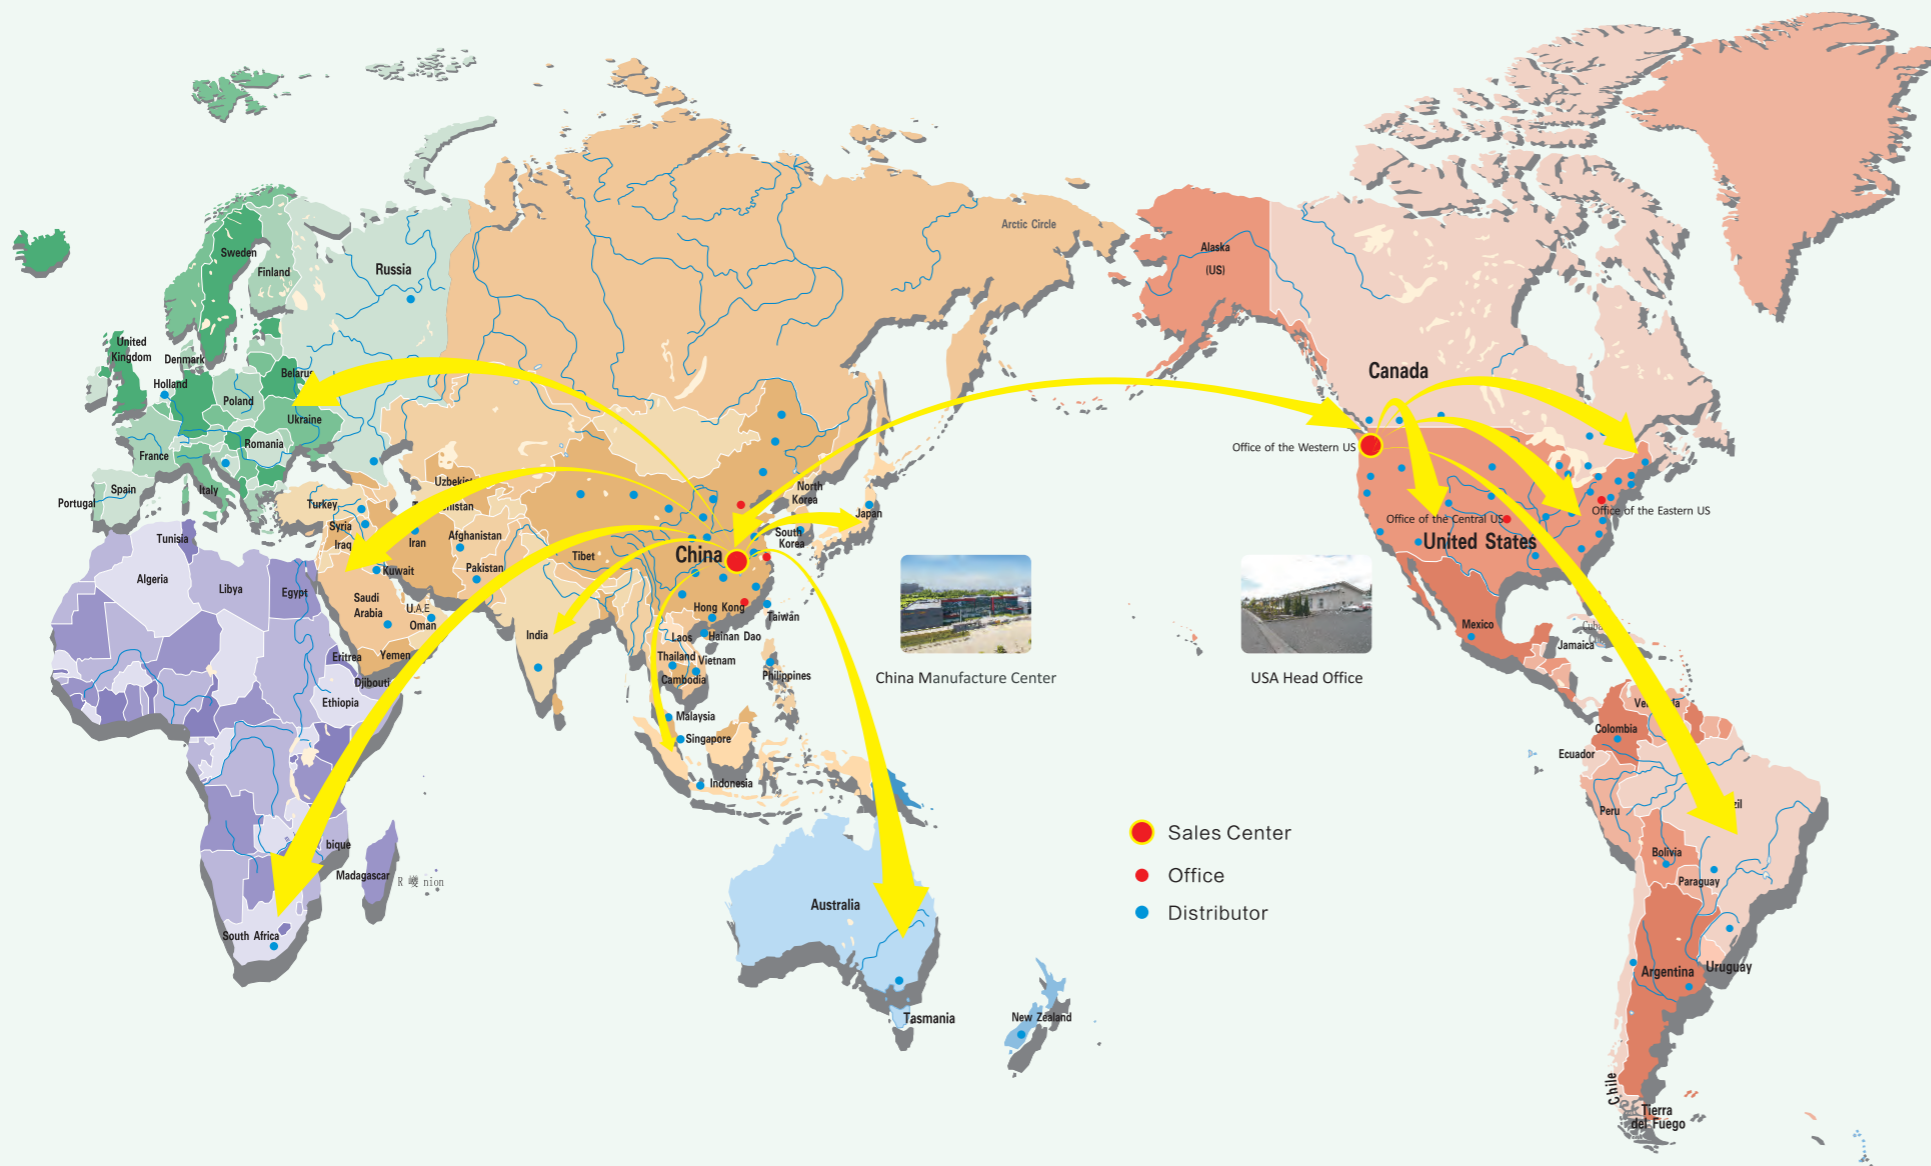 Arctic Circle
Alaska
(US)
Sweden
Finland
Russia
United
Kingdom
Denmark
Holland
Belarus
Poland
Ukraine
Romania
France
Spain
Portugal
Italy
Canada
Office of the Western US
Office of the Central US
Office of the Eastern US
United States
Turkey
Syria
Iraq
Iran
Afghanistan
Kuwait
Pakistan
Saudi
Arabia
U.A.E
Oman
Yemen
Tunisia
Algeria
Libya
Egypt
Eritrea
Djibouti
Ethiopia
Tibet
China
North
Korea
South
Korea
Japan
India
Hong Kong
Taiwan
Laos
Hainan Dao
Thailand
Vietnam
Cambodia
Philippines
Malaysia
Singapore
Indonesia
China Manufacture Center
USA Head Office
Mexico
Jamaica
Colombia
Ecuador
Peru
Bolivia
Paraguay
Argentina
Uruguay
Chile
Tierra
del Fuego
bique
Madagascar
South Africa
Australia
Tasmania
New Zealand
Sales Center
Office
Distributor